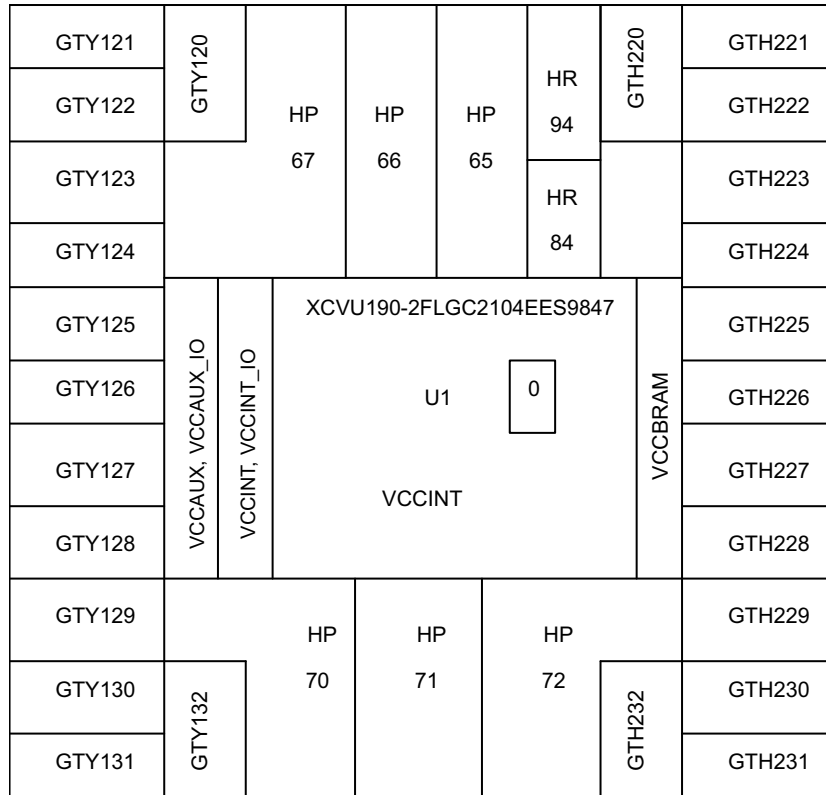 GTY121
GTY120
GTH220
GTH221
GTY122
HP
67
HP
66
HP
65
HR
94
GTH222
GTY123
HR
84
GTH223
GTY124
GTH224
XCVU190-2FLGC2104EES9847
GTY125
VCCAUX, VCCAUX_IO
VCCINT, VCCINT_IO
GTH225
GTY126
U1
0
VCCBRAM
GTH226
GTY127
VCCINT
GTH227
GTY128
GTH228
GTY129
HP
70
HP
71
HP
72
GTH229
GTY130
GTY132
GTH232
GTH230
GTY131
GTH231